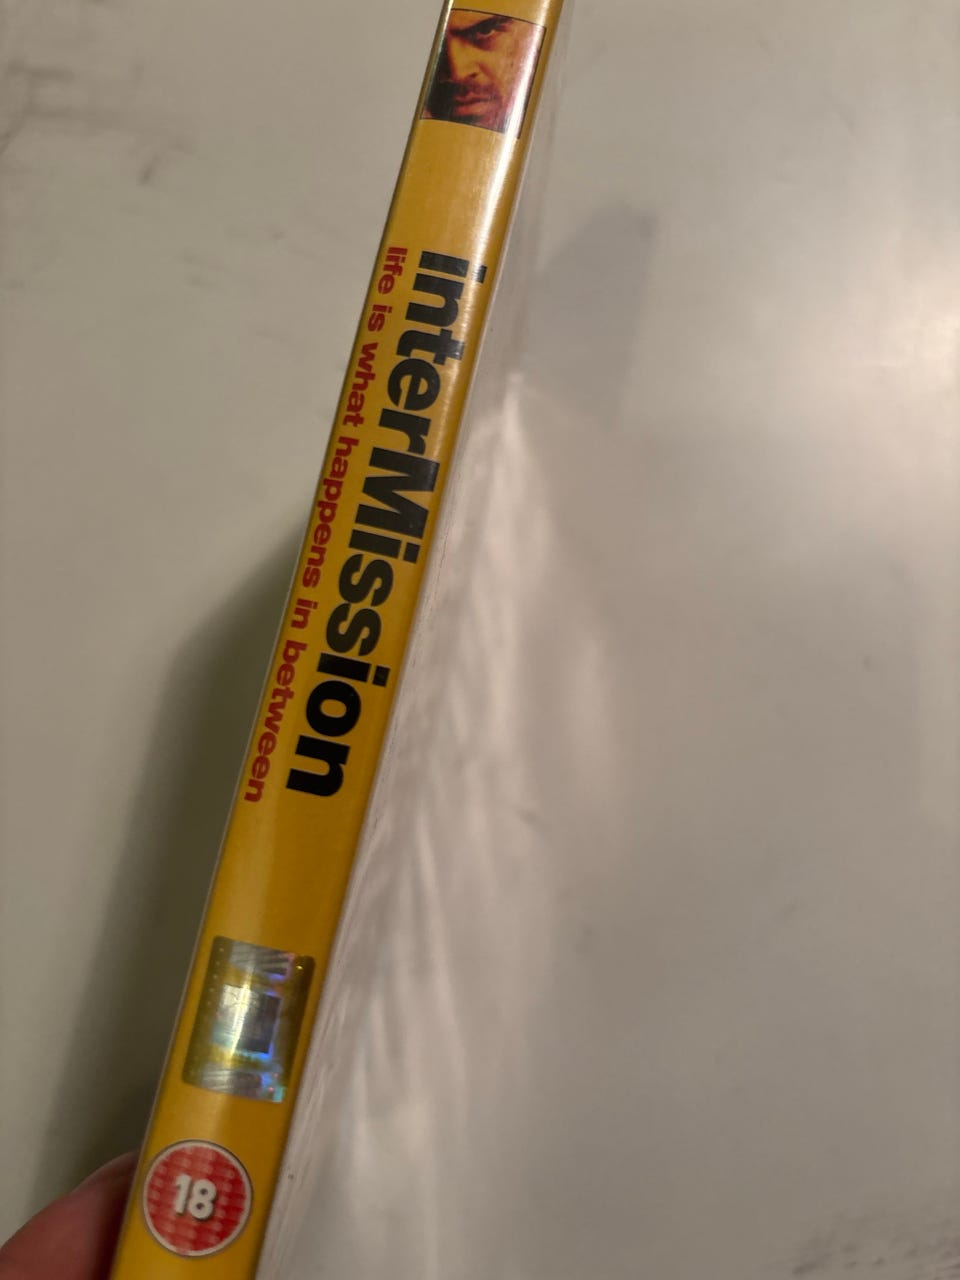 interMission
life is what happens in between
18